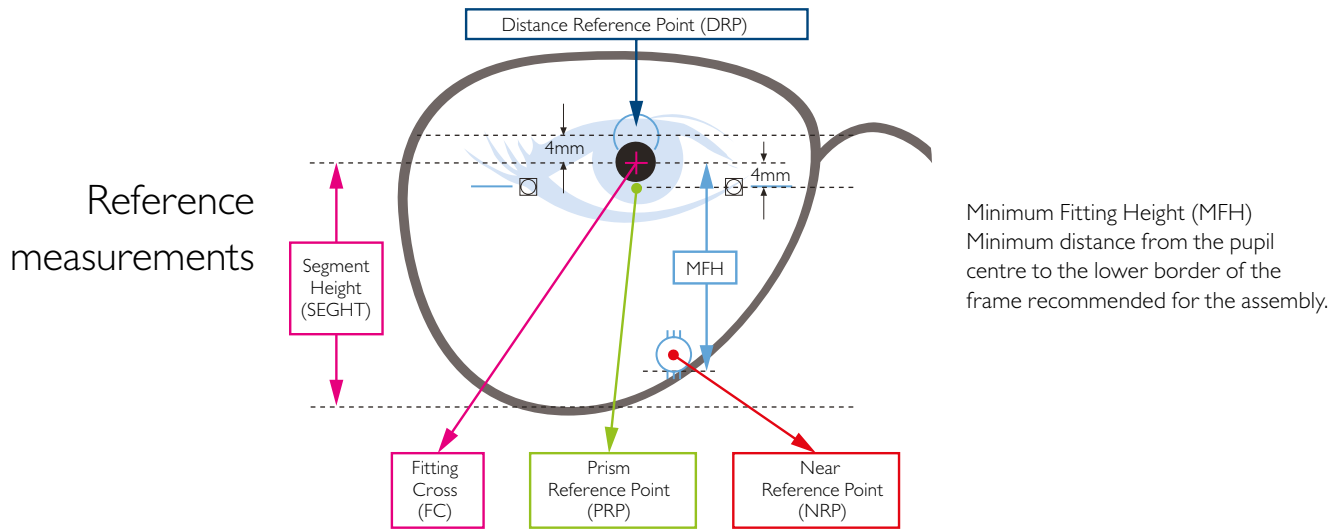 Distance Reference Point (DRP)
4mm
4mm
Reference
measurements
Segment
Height
(SEGHT)
MFH
Minimum Fitting Height (MFH)
Minimum distance from the pupil
centre to the lower border of the
frame recommended for the assembly.
Fitting
Cross
(FC)
Prism
Reference Point
(PRP)
Near
Reference Point
(NRP)